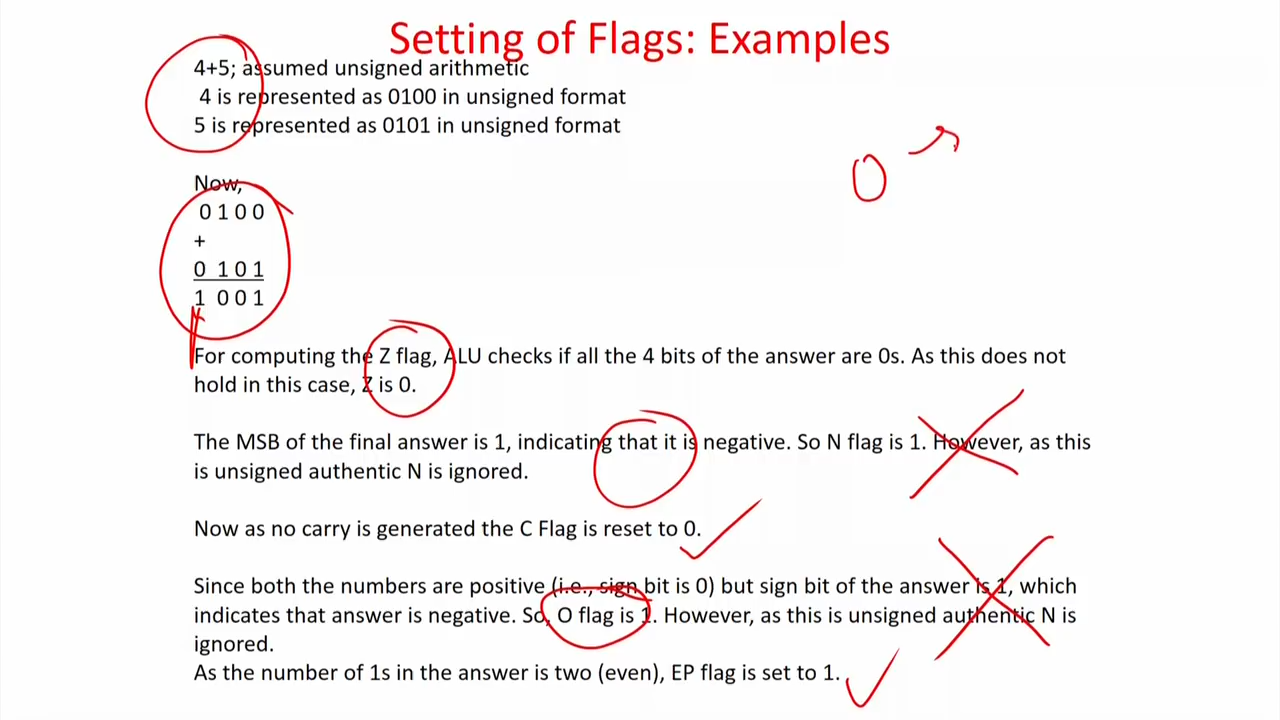 Setting of Flags: Examples
4+5; assumed unsigned arithmetic
4 is represented as 0100 in unsigned format
5 is represented as 0101 in unsigned format
0
Now,
0 1 0 0
+
0 1 0 1
1 0 0 1
For computing the Z flag, ALU checks if all the 4 bits of the answer are 0s. As this does not
hold in this case, Z is 0.
The MSB of the final answer is 1, indicating that it is negative. So N flag is 1. However, as this
is unsigned authentic N is ignored.
Now as no carry is generated the C Flag is reset to 0.
Since both the numbers are positive (i.e., sign bit is 0) but sign bit of the answer is 1, which
indicates that answer is negative. So, O flag is 1. However, as this is unsigned authentic N is
ignored.
As the number of 1s in the answer is two (even), EP flag is set to 1.